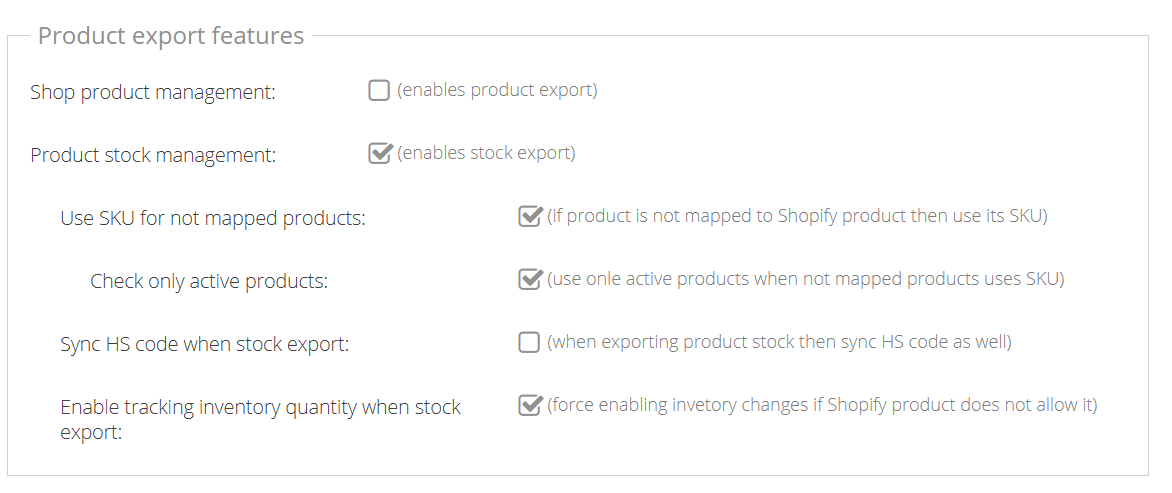 Product export features
Shop product management: (enables product export)
Product stock management: (enables stock export)
Use SKU for not mapped products: (if product is not mapped to Shopify product then use its SKU)
Check only active products: (use onle active products when not mapped products uses SKU)
Sync HS code when stock export: (when exporting product stock then sync HS code as well)
Enable tracking inventory quantity when stock (force enabling invetory changes if Shopify product does not allow it)
export: